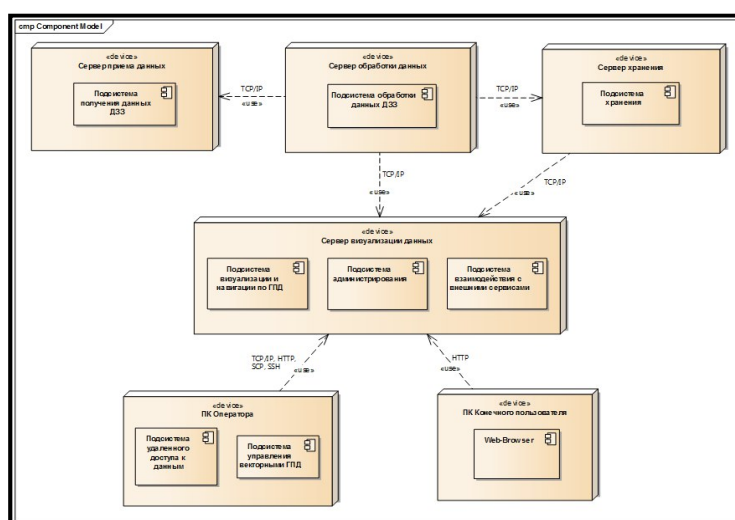 cmp Component Model
«device»
Сервер приема данных
Подсистема
получения данных
ДЗЗ
TCP/IP
«use»
«device»
Сервер обработки данных
Подсистема обработки
данных ДЗЗ
TCP/IP
«use»
«device»
Сервер хранения
Подсистема
хранения
TCP/IP
«use»
TCP/IP
«use»
«device»
Сервер визуализации данных
Подсистема
визуализации и
навигации по ГПД
Подсистема
администрирования
Подсистема
взаимодействия с
внешними сервисами
TCP/IP, HTTP,
SCP, SSH
«use»
HTTP
«use»
«device»
ПК Оператора
Подсистема
удаленного
доступа к
данным
Подсистема
управления
векторными ГПД
«device»
ПК Конечного пользователя
Web-Browser